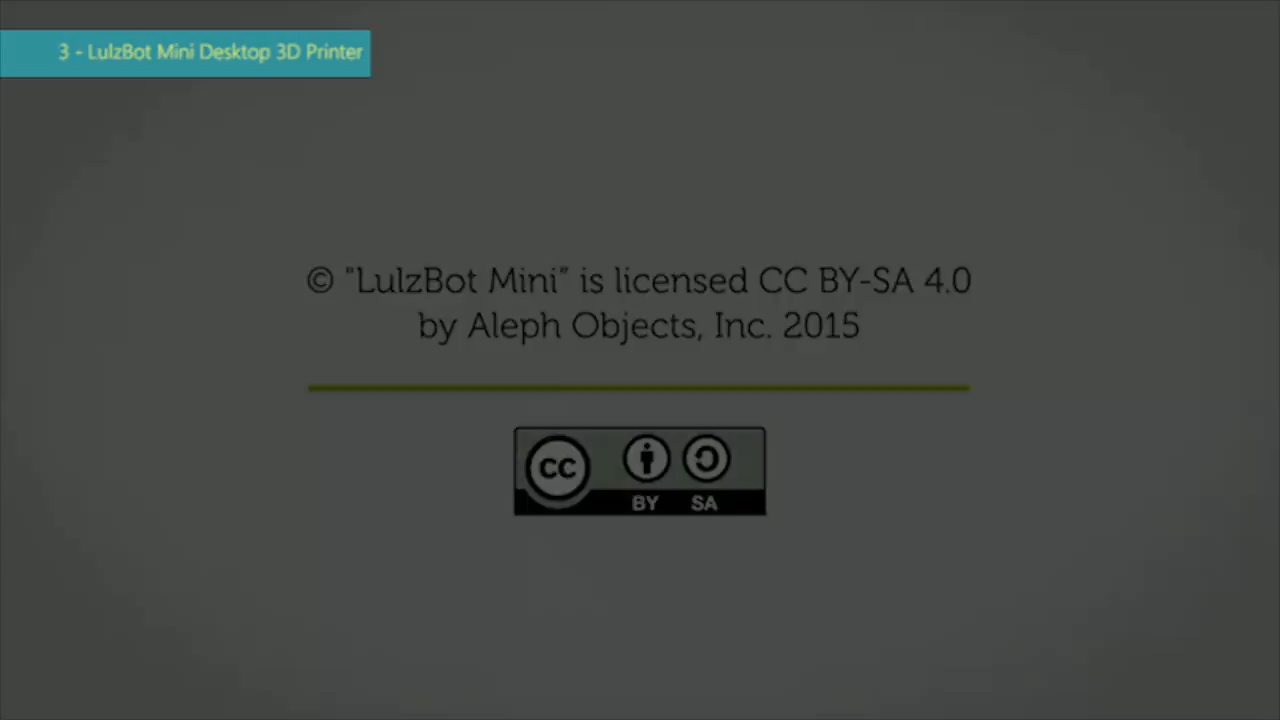 3 - LulzBot Mini Desktop 3D Printer
© "LulzBot Mini” is licensed CC BY-SA 4.0
by Aleph Objects, Inc. 2015
CC
BY SA